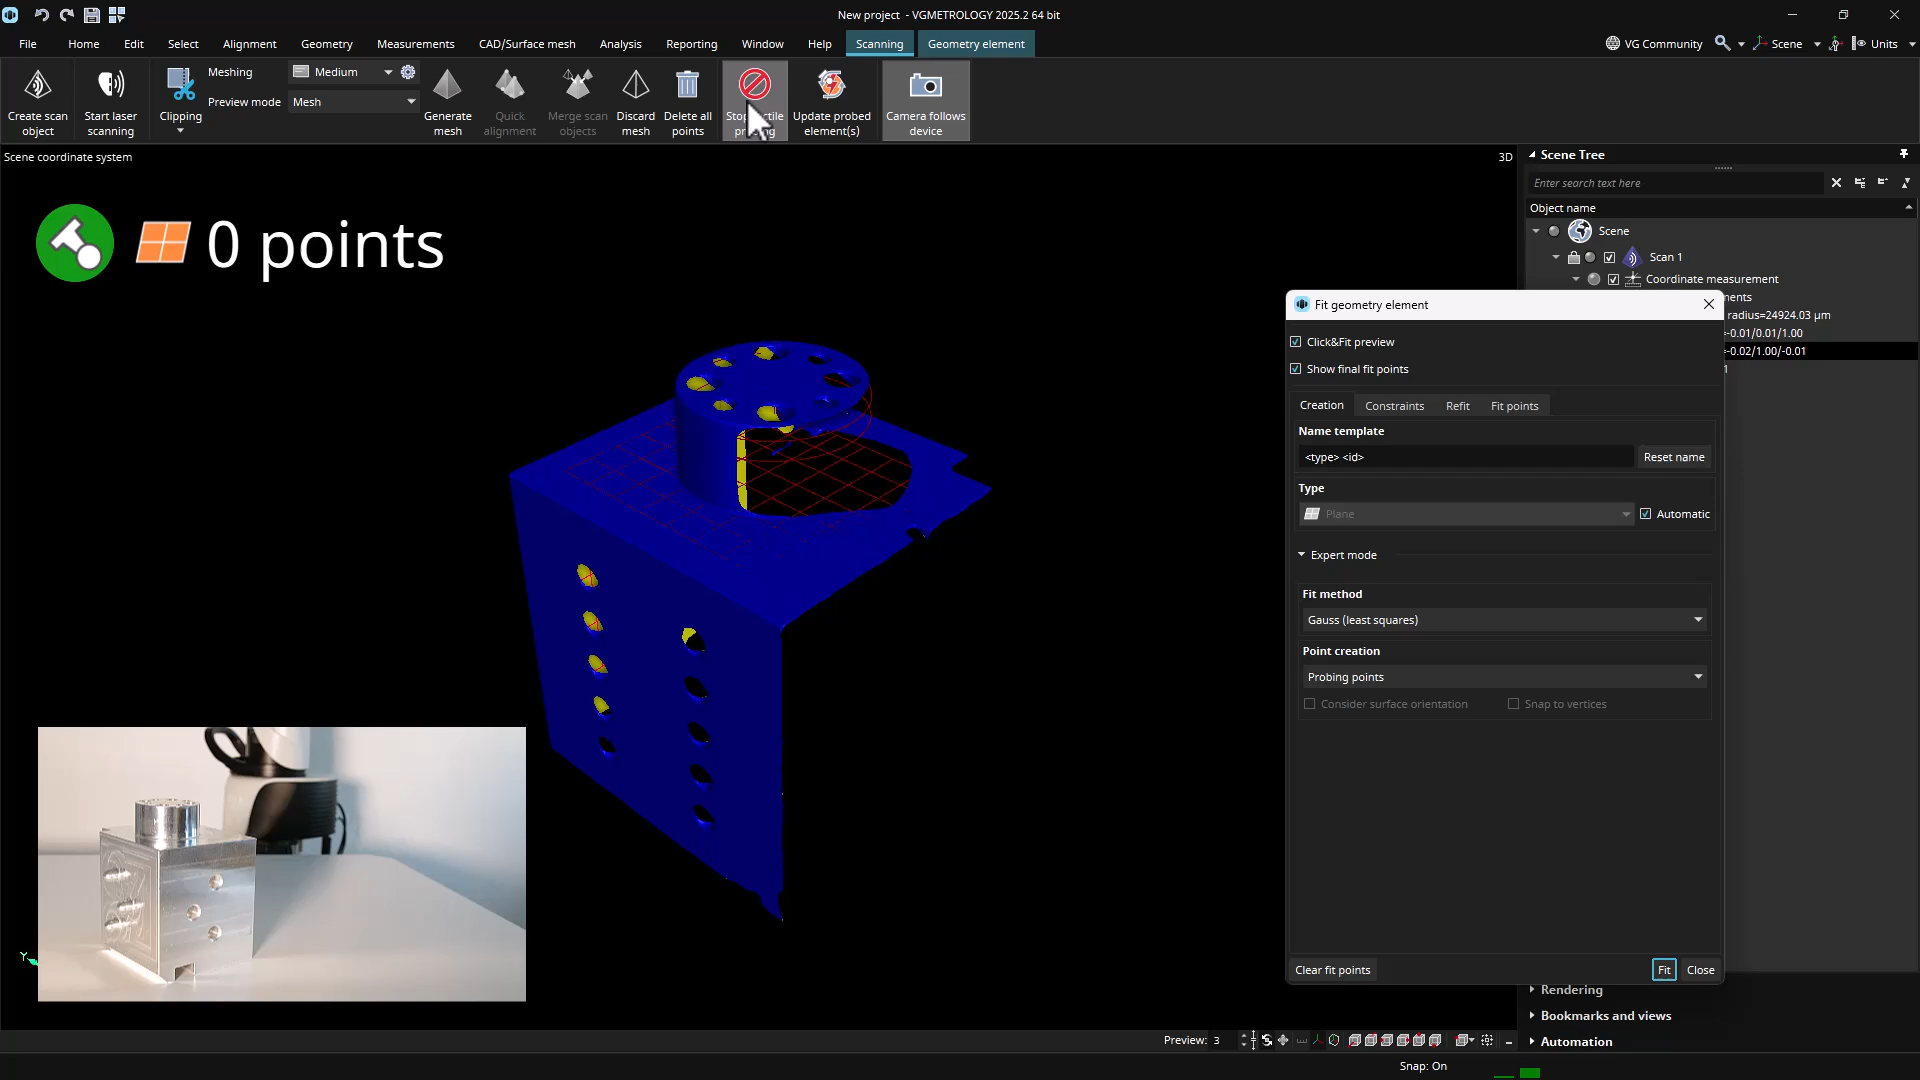 New project - VGMETROLOGY 2025.2 64 bit
File Home Edit Select Alignment Geometry Measurements CAD/Surface mesh Analysis Reporting Window Help Scanning Geometry element VG Community Scene Units
Create scan object
Start laser scanning
Clipping
Meshing Medium
Preview mode Mesh
Generate mesh
Quick alignment
Merge scan objects
Discard mesh
Delete all points
Update probed element(s)
Camera follows device
Scene coordinate system
3D
0 points
Scene Tree
Enter search text here
Object name
Scene
Scan 1
Coordinate measurement
radius=24924.03 µm
=-0.01/0.01/1.00
=-0.02/1.00/-0.01
Fit geometry element
Click&Fit preview
Show final fit points
Creation Constraints Refit Fit points
Name template
<type> <id>
Reset name
Type
Plane
Automatic
Expert mode
Fit method
Gauss (least squares)
Point creation
Probing points
Consider surface orientation
Snap to vertices
Clear fit points
Fit
Close
Rendering
Bookmarks and views
Automation
Y
Preview: 3
Snap: On